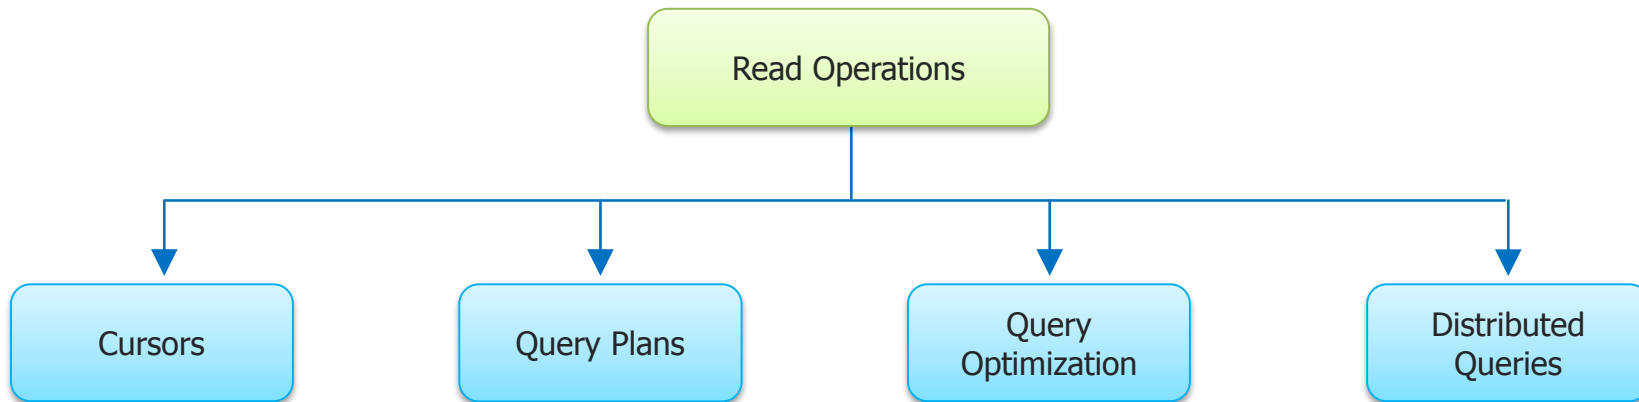 Read Operations
Cursors
Query Plans
Query
Optimization
Distributed
Queries